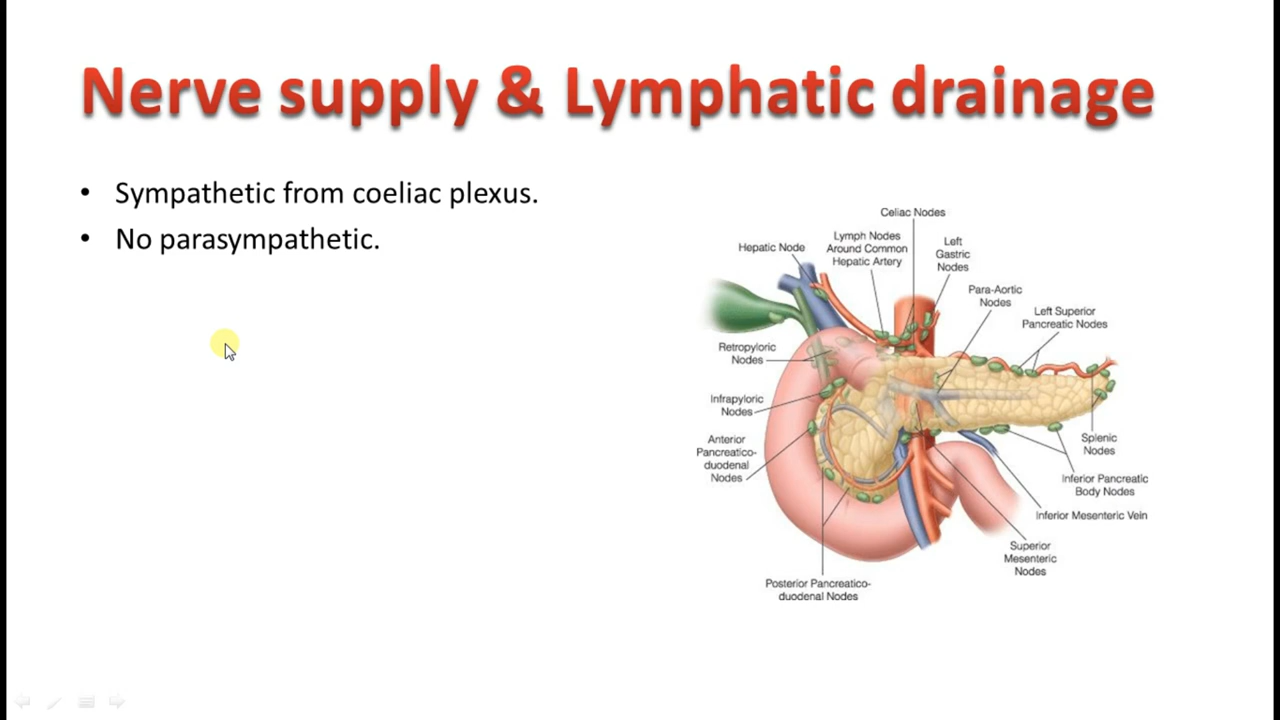 Nerve supply & Lymphatic drainage
• Sympathetic from coeliac plexus.
• No parasympathetic.
Celiac Nodes
Lymph Nodes
Around Common
Hepatic Artery
Hepatic Node
Left
Gastric
Nodes
Para-Aortic
Nodes
Left Superior
Pancreatic Nodes
Retropyloric
Nodes
Infrapyloric
Nodes
Anterior
Pancreatico-
duodenal
Nodes
Splenic
Nodes
Inferior Pancreatic
Body Nodes
Inferior Mesenteric Vein
Superior
Mesenteric
Nodes
Posterior Pancreatico-
duodenal Nodes